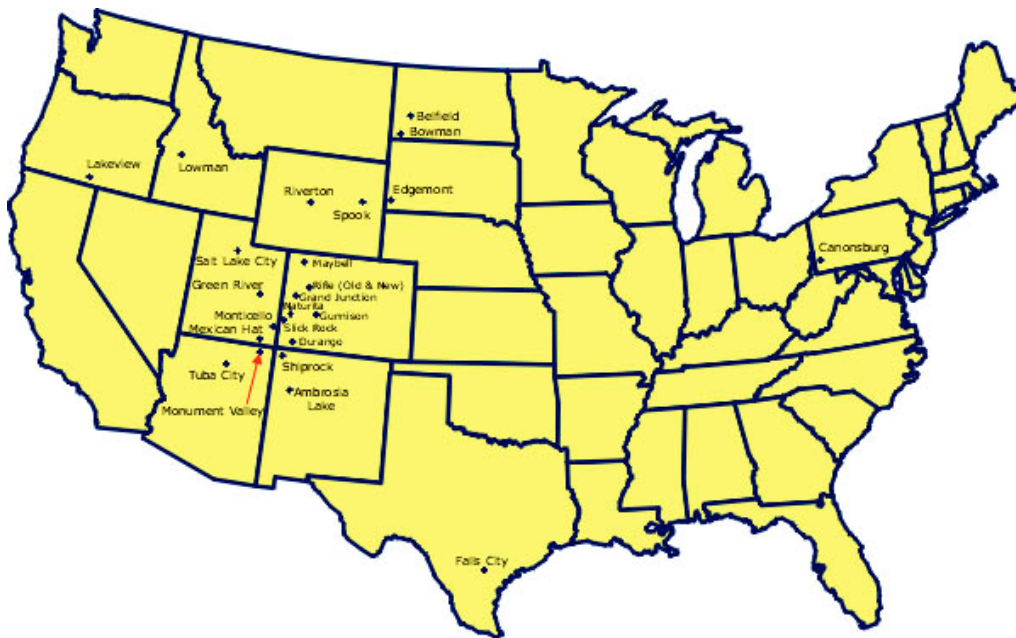 Belfield
Bowman
Lakeview
Lowman
Edgemont
Riverton
Spook
Canonsburg
Salt Lake City
Maybell
Green River
Rifle (Old & New)
Grand Junction
Naturita
Monticello
Gunnison
Slick Rock
Mexican Hat
Durango
Shiprock
Tuba City
Ambrosia
Lake
Monument Valley
Falls City